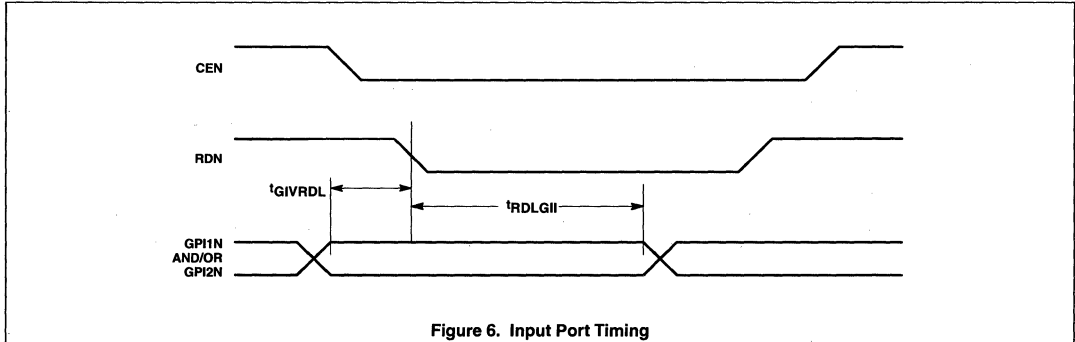 CEN
RDN
tGIVRDL
tRDLGII
GPI1N
AND/OR
GPI2N
Figure 6. Input Port Timing